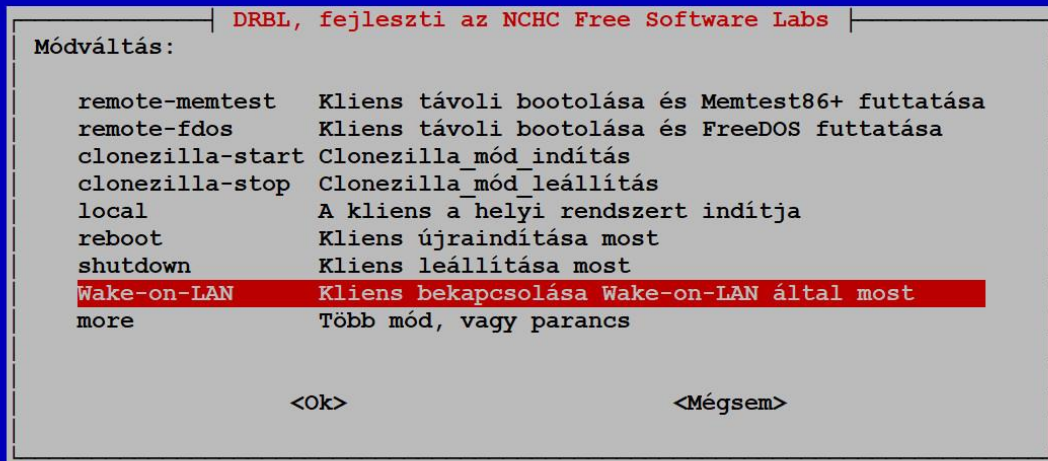 DRBL, fejleszti az NCHC Free Software Labs
Módváltás:
remote-memtest Kliens távoli bootolása és Memtest86+ futtatása
remote-fdos Kliens távoli bootolása és FreeDOS futtatása
clonezilla-start Clonezilla_mód_indítás
clonezilla-stop Clonezilla_mód_leállítás
local A kliens a helyi rendszert indítja
reboot Kliens újraindítása most
shutdown Kliens leállítása most
Wake-on-LAN Kliens bekapcsolása Wake-on-LAN által most
more Több mód, vagy parancs
<Ok> <Mégsem>